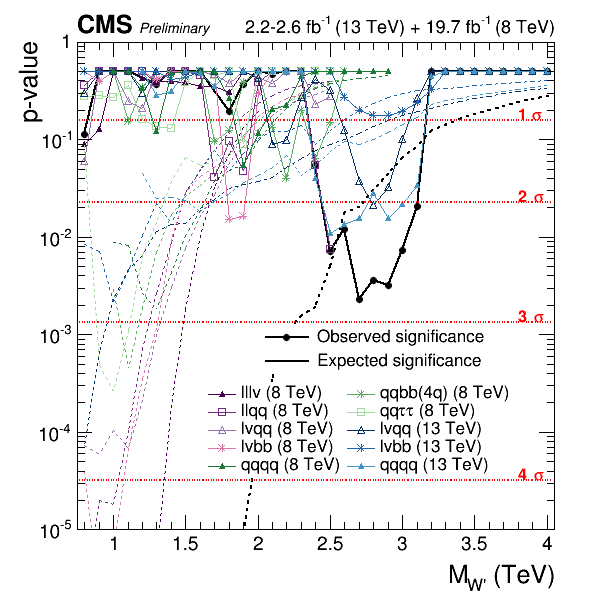 CMS Preliminary 2.2-2.6 fb⁻¹ (13 TeV) + 19.7 fb⁻¹ (8 TeV)
p-value
1
10⁻¹
10⁻²
10⁻³
10⁻⁴
10⁻⁵
1 σ
2 σ
3 σ
4 σ
Observed significance
Expected significance
lllv (8 TeV)
llqq (8 TeV)
lvqq (8 TeV)
lvbb (8 TeV)
qqqq (8 TeV)
qqbb(4q) (8 TeV)
qqττ (8 TeV)
lvqq (13 TeV)
lvbb (13 TeV)
qqqq (13 TeV)
1 1.5 2 2.5 3 3.5 4
M_W' (TeV)